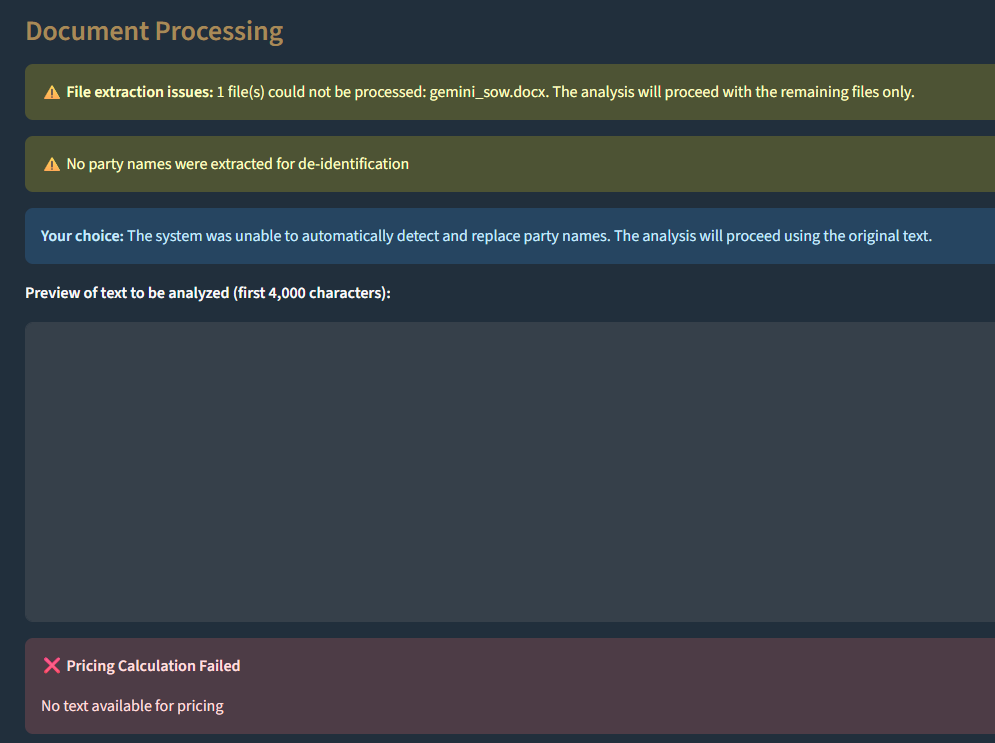 Document Processing
⚠️ File extraction issues: 1 file(s) could not be processed: gemini_sow.docx. The analysis will proceed with the remaining files only.
⚠️ No party names were extracted for de-identification
Your choice: The system was unable to automatically detect and replace party names. The analysis will proceed using the original text.
Preview of text to be analyzed (first 4,000 characters):
❌ Pricing Calculation Failed
No text available for pricing